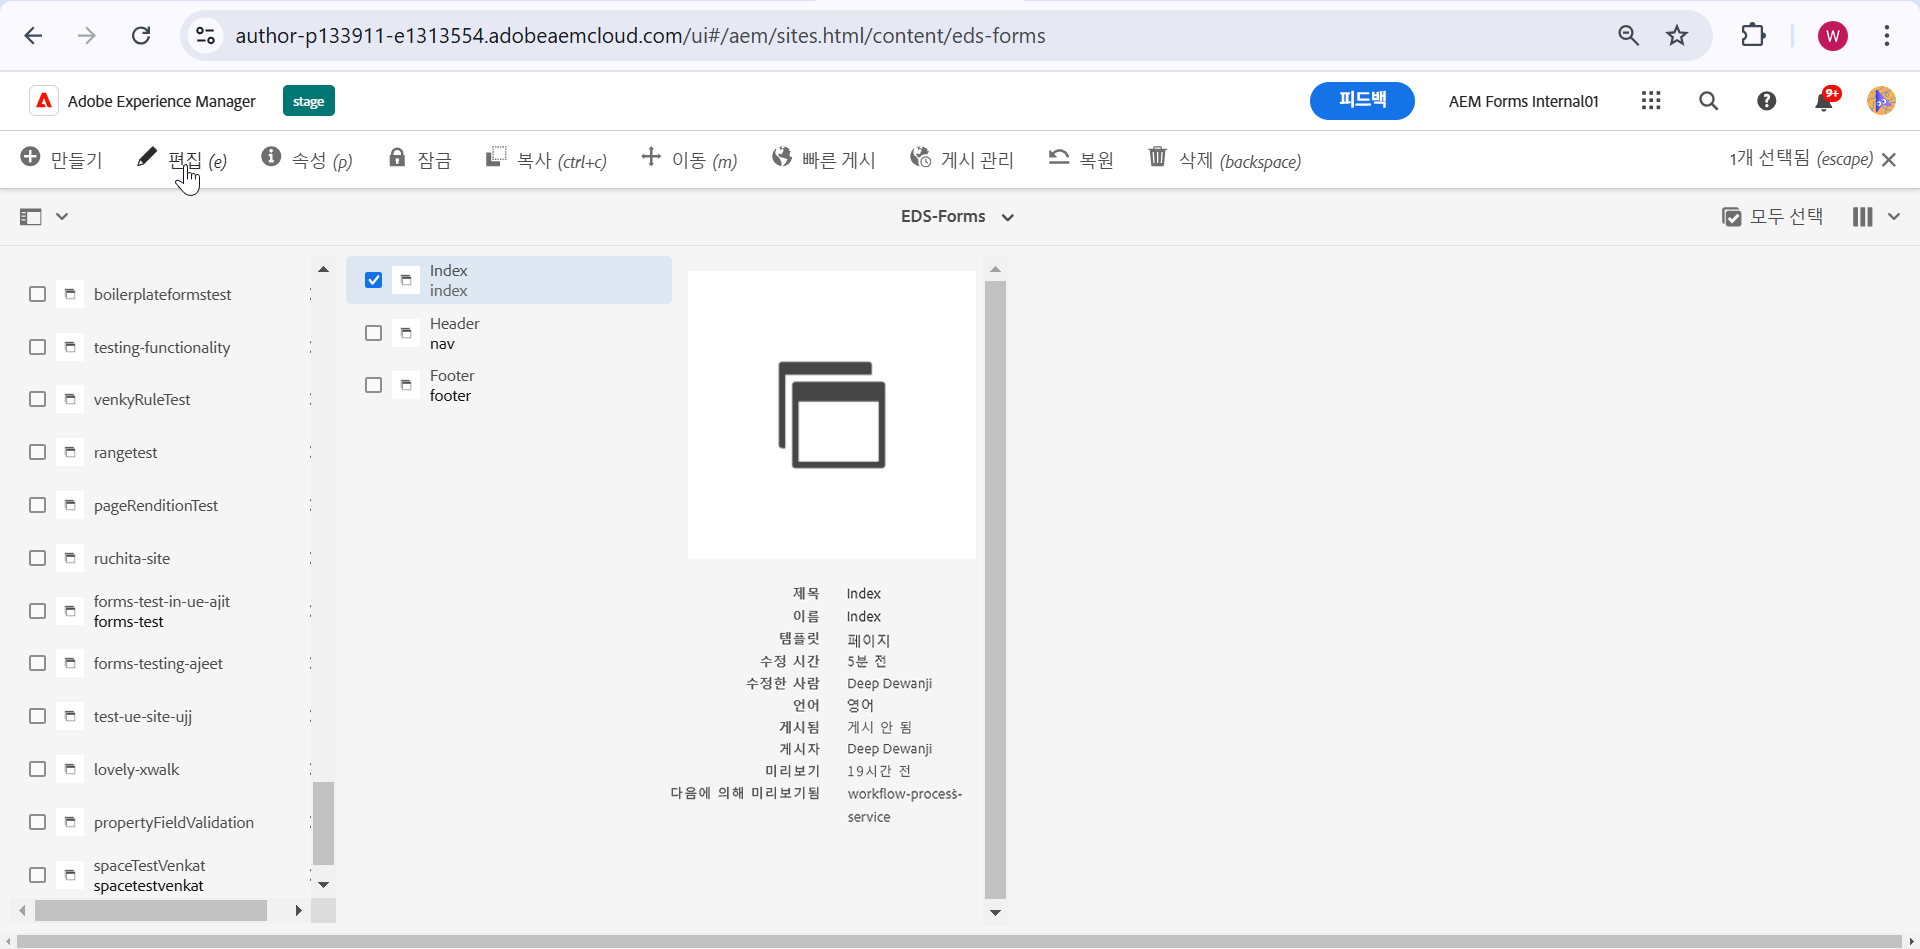 author-p133911-e1313554.adobeaemcloud.com/ui#/aem/sites.html/content/eds-forms
W
Adobe Experience Manager
stage
피드백
AEM Forms Internal01
9+
만들기
편집 (e)
속성 (p)
잠금
복사 (ctrl+c)
이동 (m)
빠른 게시
게시 관리
복원
삭제 (backspace)
1개 선택됨 (escape)
EDS-Forms
모두 선택
boilerplateformstest
testing-functionality
venkyRuleTest
rangetest
pageRenditionTest
ruchita-site
forms-test-in-ue-ajit
forms-test
forms-testing-ajeet
test-ue-site-ujj
lovely-xwalk
propertyFieldValidation
spaceTestVenkat
spacetestvenkat
Index
index
Header
nav
Footer
footer
제목 Index
이름 Index
템플릿 페이지
수정 시간 5분 전
수정한 사람 Deep Dewanji
언어 영어
게시됨 게시 안 됨
게시자 Deep Dewanji
미리보기 19시간 전
다음에 의해 미리보기됨 workflow-process-
service